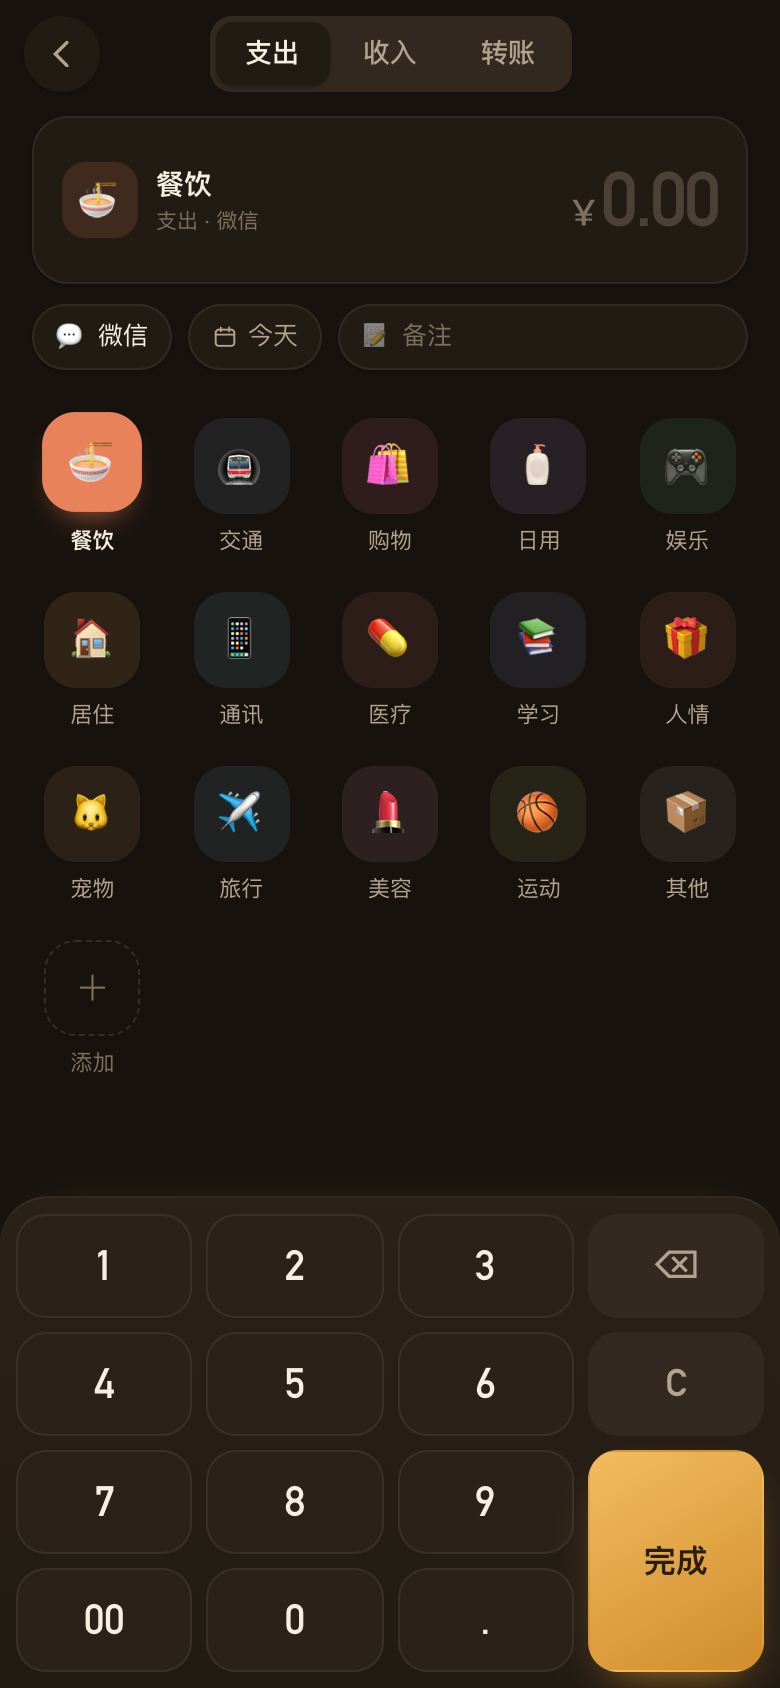 支出 收入 转账
餐饮
支出 · 微信
¥0.00
微信 今天 备注
餐饮 交通 购物 日用 娱乐
居住 通讯 医疗 学习 人情
宠物 旅行 美容 运动 其他
添加
1 2 3
4 5 6 C
7 8 9
完成
00 0 .